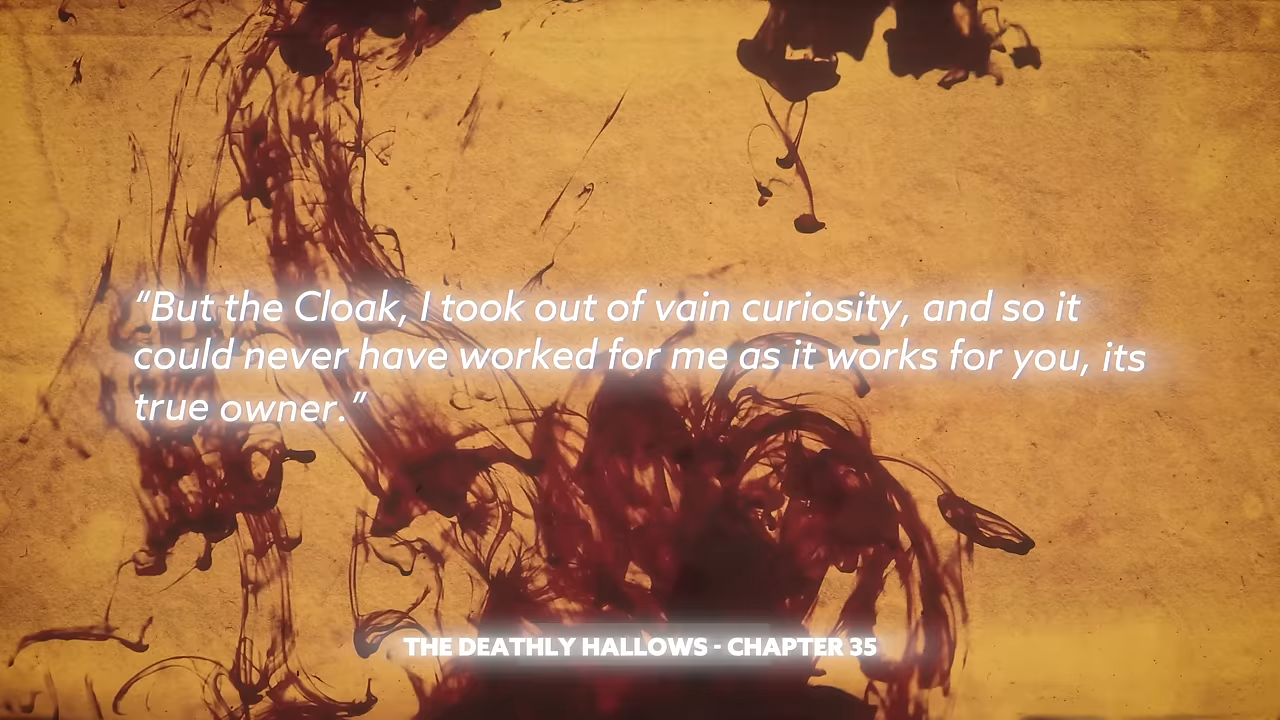 “But the Cloak, I took out of vain curiosity, and so it
could never have worked for me as it works for you, its
true owner.”
THE DEATHLY HALLOWS - CHAPTER 35